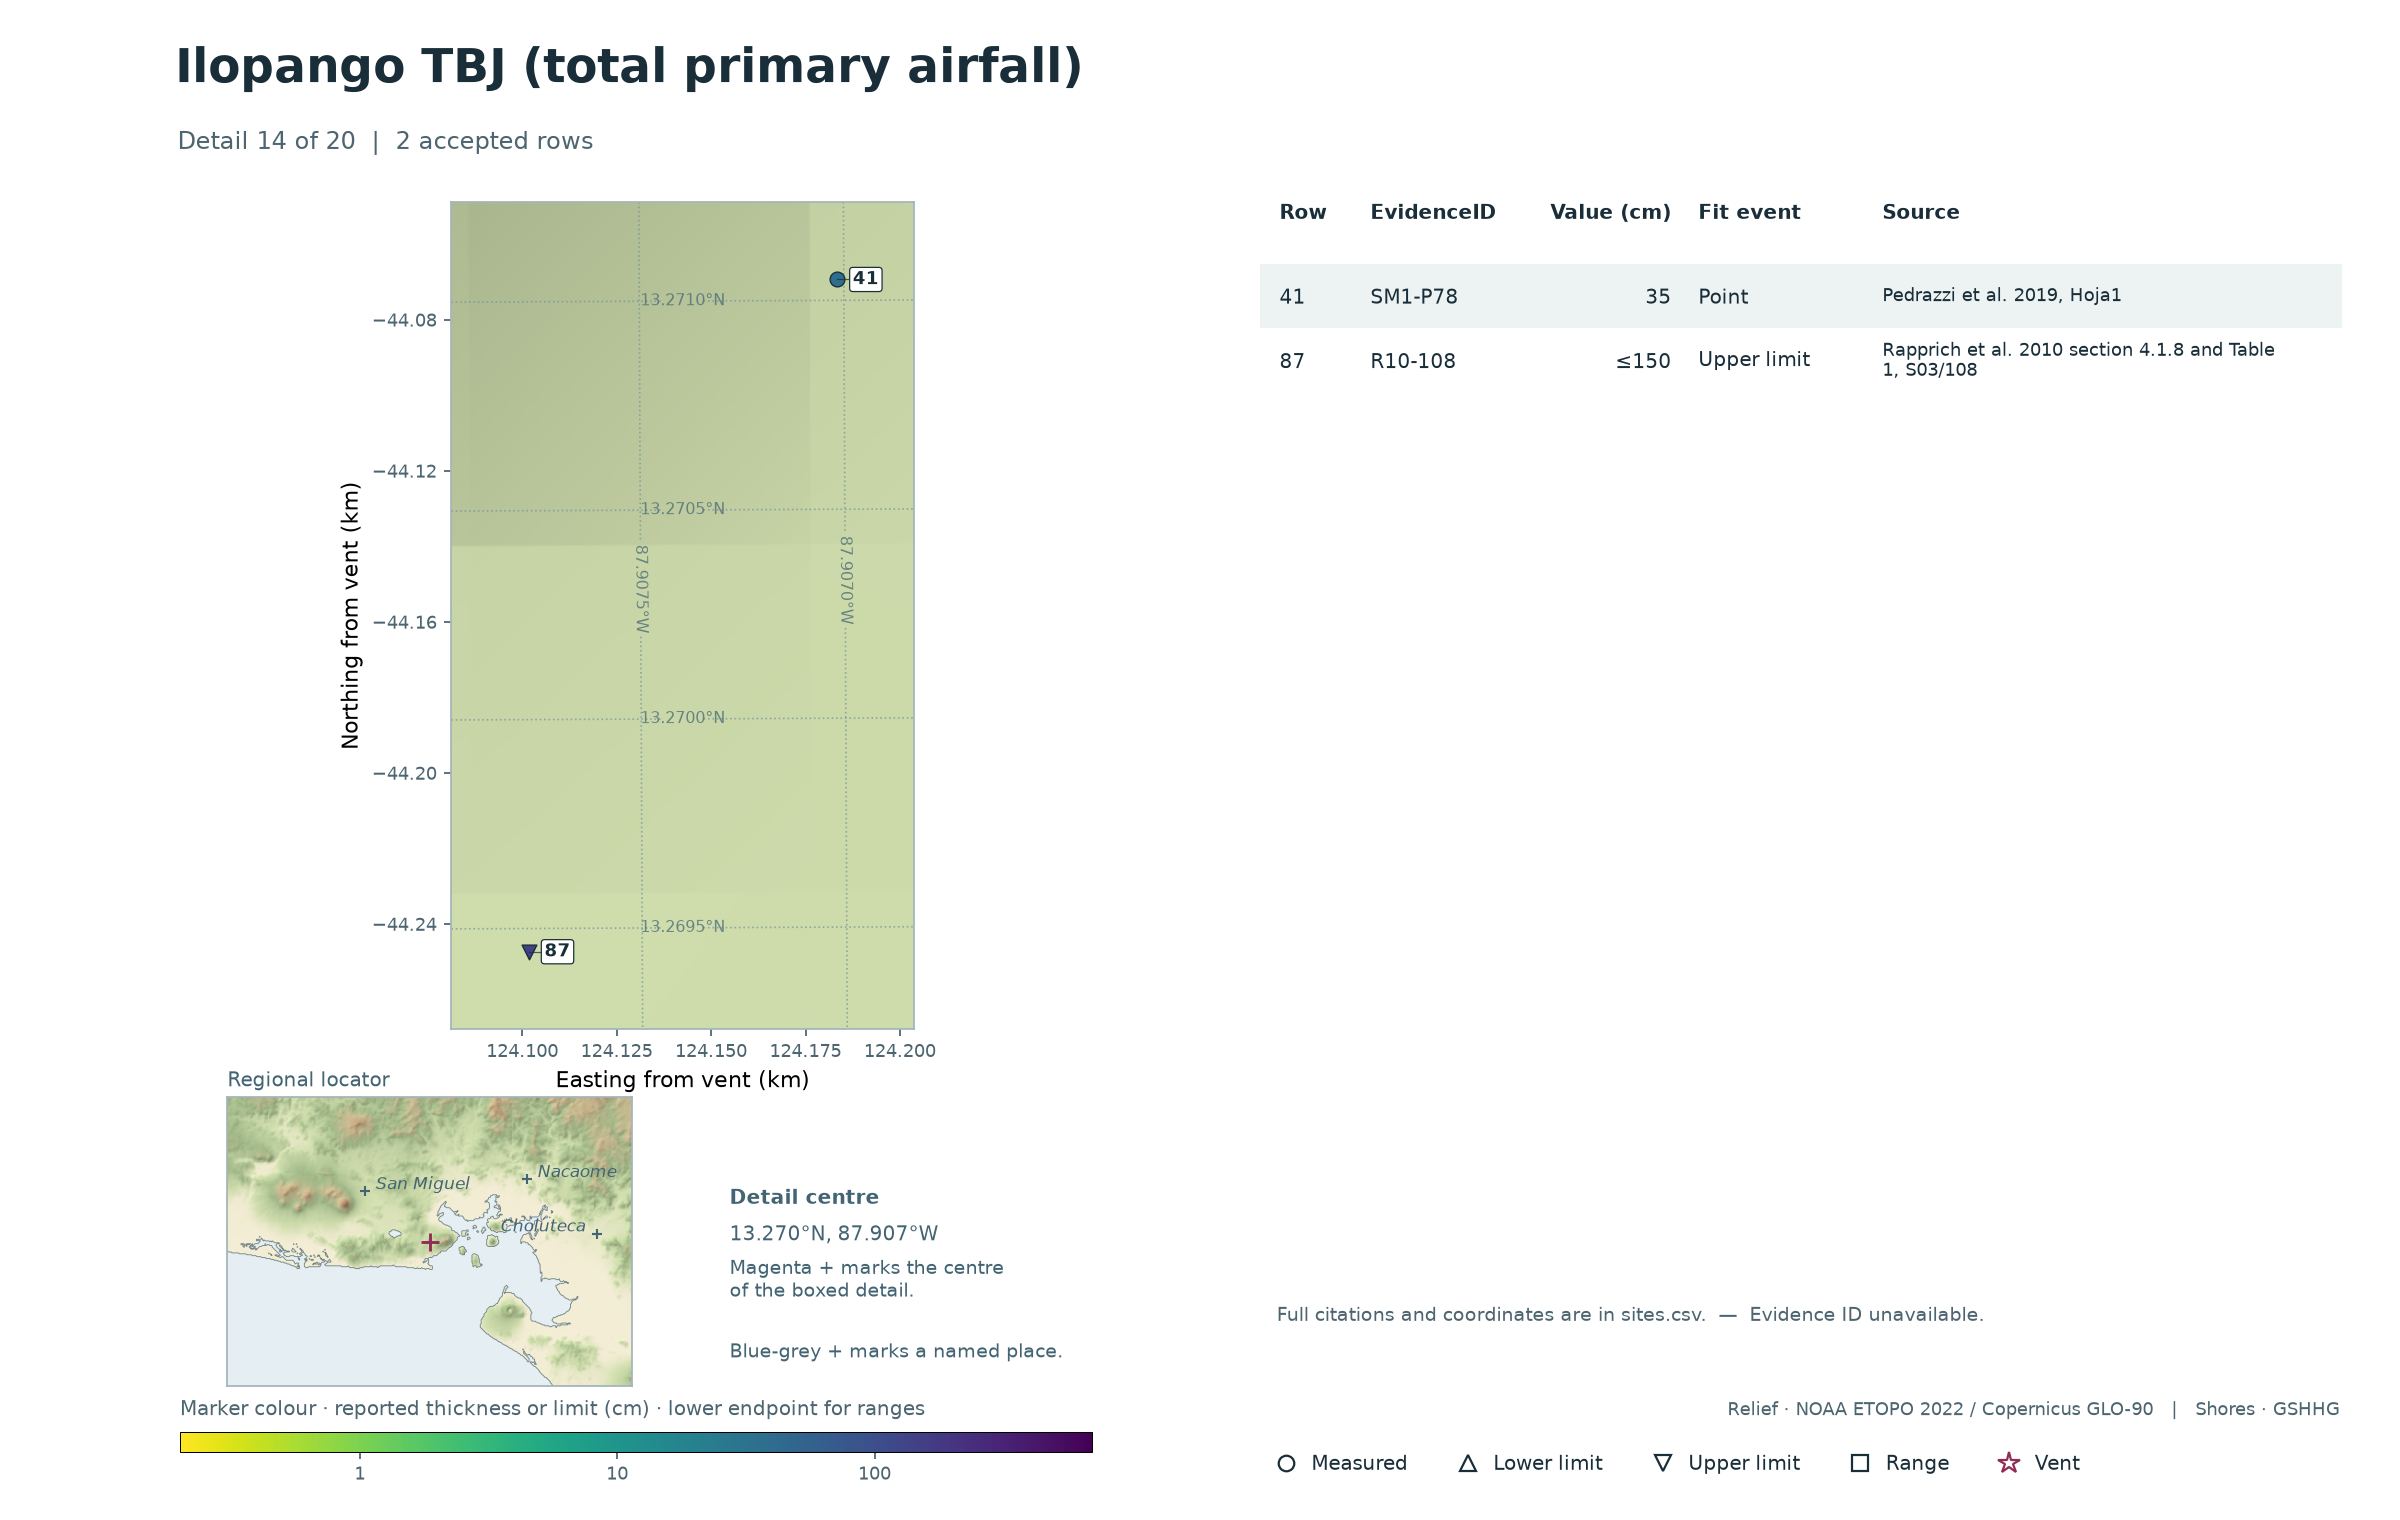 Ilopango TBJ (total primary airfall)
Detail 14 of 20 | 2 accepted rows
Row EvidenceID Value (cm) Fit event Source
41 SM1-P78 35 Point Pedrazzi et al. 2019, Hoja1
87 R10-108 ≤150 Upper limit Rapprich et al. 2010 section 4.1.8 and Table
1, S03/108
Northing from vent (km)
−44.08
−44.12
−44.16
−44.20
−44.24
41
13.2710°N
13.2705°N
87.9075°W
87.9070°W
13.2700°N
13.2695°N
87
124.100 124.125 124.150 124.175 124.200
Easting from vent (km)
Regional locator
San Miguel
Nacaome
Choluteca
Detail centre
13.270°N, 87.907°W
Magenta + marks the centre
of the boxed detail.
Blue-grey + marks a named place.
Full citations and coordinates are in sites.csv. — Evidence ID unavailable.
Marker colour · reported thickness or limit (cm) · lower endpoint for ranges
1 10 100
Relief · NOAA ETOPO 2022 / Copernicus GLO-90 | Shores · GSHHG
Measured Lower limit Upper limit Range Vent